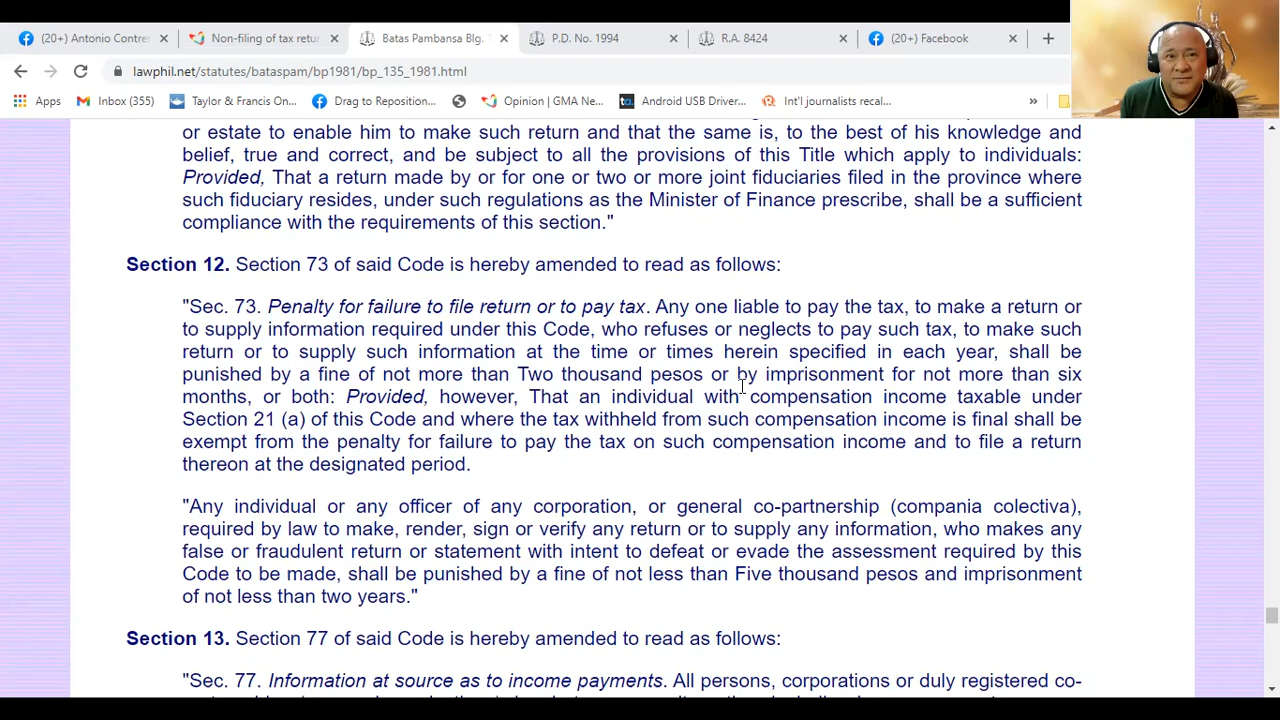 (20+) Antonio Contre
Non-filing of tax retur
Batas Pambansa Blg.
P.D. No. 1994
R.A. 8424
(20+) Facebook
lawphil.net/statutes/bataspam/bp1981/bp_135_1981.html
Apps
Inbox (355)
Taylor & Francis On...
Drag to Reposition...
Opinion | GMA Ne...
Android USB Driver...
Int'l journalists recal...
»
or estate to enable him to make such return and that the same is, to the best of his knowledge and
belief, true and correct, and be subject to all the provisions of this Title which apply to individuals:
Provided, That a return made by or for one or two or more joint fiduciaries filed in the province where
such fiduciary resides, under such regulations as the Minister of Finance prescribe, shall be a sufficient
compliance with the requirements of this section."
Section 12. Section 73 of said Code is hereby amended to read as follows:
"Sec. 73. Penalty for failure to file return or to pay tax. Any one liable to pay the tax, to make a return or
to supply information required under this Code, who refuses or neglects to pay such tax, to make such
return or to supply such information at the time or times herein specified in each year, shall be
punished by a fine of not more than Two thousand pesos or by imprisonment for not more than six
months, or both: Provided, however, That an individual with compensation income taxable under
Section 21 (a) of this Code and where the tax withheld from such compensation income is final shall be
exempt from the penalty for failure to pay the tax on such compensation income and to file a return
thereon at the designated period.
"Any individual or any officer of any corporation, or general co-partnership (compania colectiva),
required by law to make, render, sign or verify any return or to supply any information, who makes any
false or fraudulent return or statement with intent to defeat or evade the assessment required by this
Code to be made, shall be punished by a fine of not less than Five thousand pesos and imprisonment
of not less than two years."
Section 13. Section 77 of said Code is hereby amended to read as follows:
"Sec. 77. Information at source as to income payments. All persons, corporations or duly registered co-